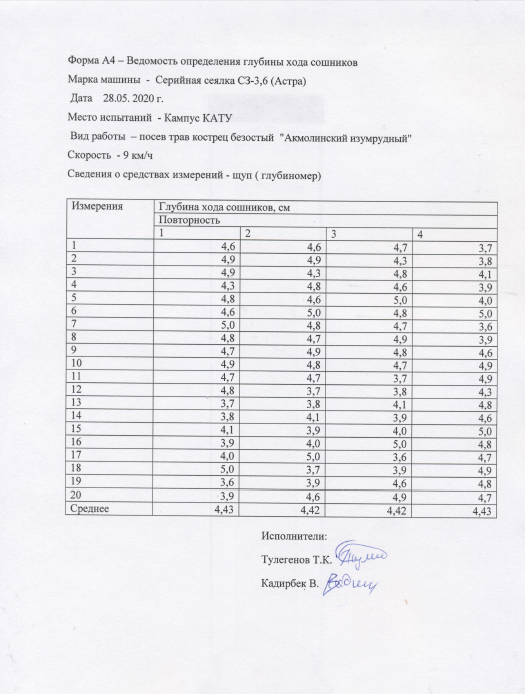 Форма А4 – Ведомость определения глубины хода сошников
Марка машины - Серийная сеялка СЗ-3,6 (Астра)
Дата 28.05. 2020 г.
Место испытаний - Кампус КАТУ
Вид работы – посев трав кострец безостый "Акмолинский изумрудный"
Скорость - 9 км/ч
Сведения о средствах измерений - щуп ( глубиномер)
Измерения Глубина хода сошников, см
Повторность
1 2 3 4
1 4,6 4,6 4,7 3,7
2 4,9 4,9 4,3 3,8
3 4,9 4,3 4,8 4,1
4 4,3 4,8 4,6 3,9
5 4,8 4,6 5,0 4,0
6 4,6 5,0 4,8 5,0
7 5,0 4,8 4,7 3,6
8 4,8 4,7 4,9 3,9
9 4,7 4,9 4,8 4,6
10 4,9 4,8 4,7 4,9
11 4,7 4,7 3,7 4,9
12 4,8 3,7 3,8 4,3
13 3,7 3,8 4,1 4,8
14 3,8 4,1 3,9 4,6
15 4,1 3,9 4,0 5,0
16 3,9 4,0 5,0 4,8
17 4,0 5,0 3,6 4,7
18 5,0 3,7 3,9 4,9
19 3,6 3,9 4,6 4,8
20 3,9 4,6 4,9 4,7
Среднее 4,43 4,42 4,42 4,43
Исполнители:
Тулегенов Т.К.
Кадирбек В.